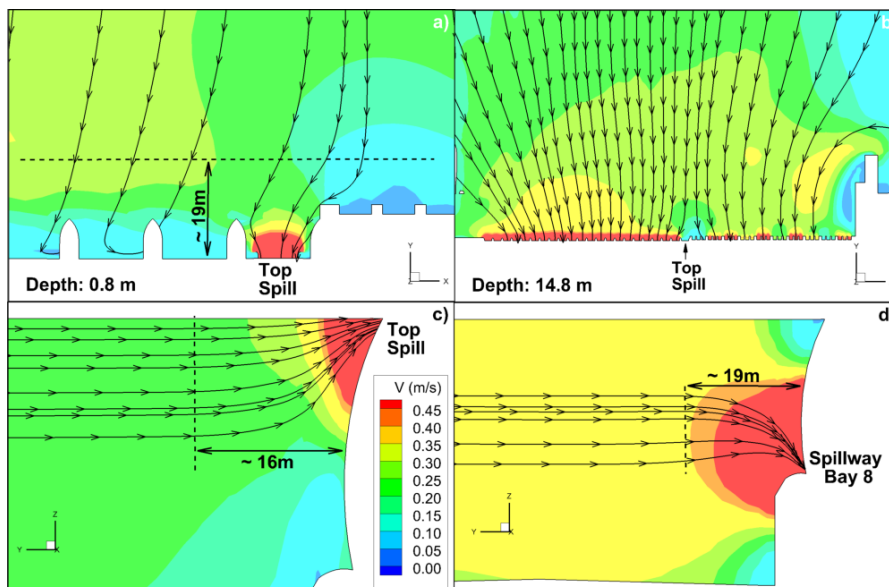 a)
~ 19m
Top
Spill
Depth: 0.8 m
Y
Z
X
b)
Top
Spill
Depth: 14.8 m
Y
Z
X
c)
Top
Spill
~ 16m
V (m/s)
0.45
0.40
0.35
0.30
0.25
0.20
0.15
0.10
0.05
0.00
Z
Y
X
d)
~ 19m
Spillway
Bay 8
Z
Y
X